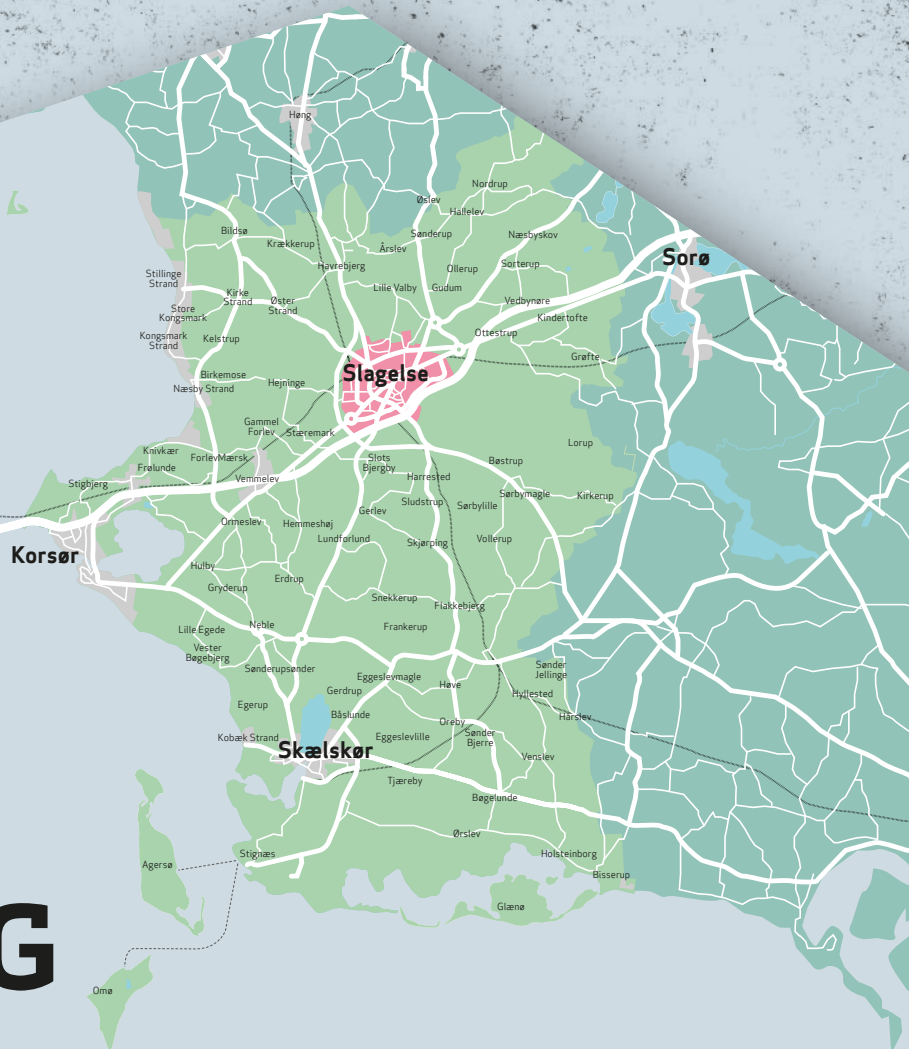 Høng
Nordrup
Øslev
Hallelev
Bildsø
Sønderup
Næsbyskov
Krækkerup
Årslev
Sorø
Havrebjerg
Ollerup
Sorterup
Stillinge
Strand
Lille Valby
Gudum
Kirke
Strand
Øster
Strand
Vedbynøre
Store
Kongsmark
Kindertofte
Kongsmark
Strand
Kelstrup
Ottestrup
Grøfte
Slagelse
Birkemose
Hejninge
Næsby Strand
Gammel
Forlev
Stæremark
Lorup
Knivkær
ForlevMærsk
Slots
Bjergby
Bøstrup
Frølunde
Vemmelev
Harrested
Stigbjerg
Sørbymagle
Kirkerup
Sludstrup
Sørbylille
Gerlev
Ormeslev
Hemmeshøj
Lundforlund
Skjørping
Vollerup
Korsør
Hulby
Erdrup
Gryderup
Snekkerup
Flakkebjerg
Lille Egede
Neble
Frankerup
Vester
Bøgebjerg
Sønderupsønder
Sønder
Jellinge
Eggeslevmagle
Høve
Gerdrup
Hyllested
Egerup
Båslunde
Hårslev
Oreby
Kobæk Strand
Eggeslevlille
Sønder
Bjerre
Skælskør
Venslev
Tjæreby
Bøgelunde
Ørslev
Stignæs
Holsteinborg
Agersø
Bisserup
Glænø
G
Omø